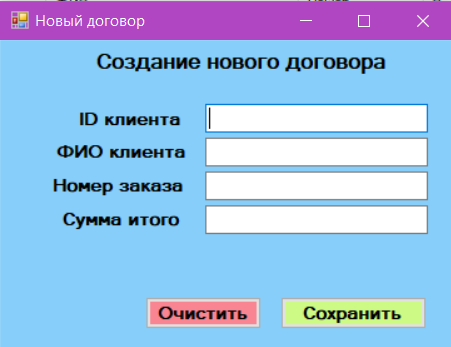 Новый договор
Создание нового договора
ID клиента
ФИО клиента
Номер заказа
Сумма итого
Очистить
Сохранить